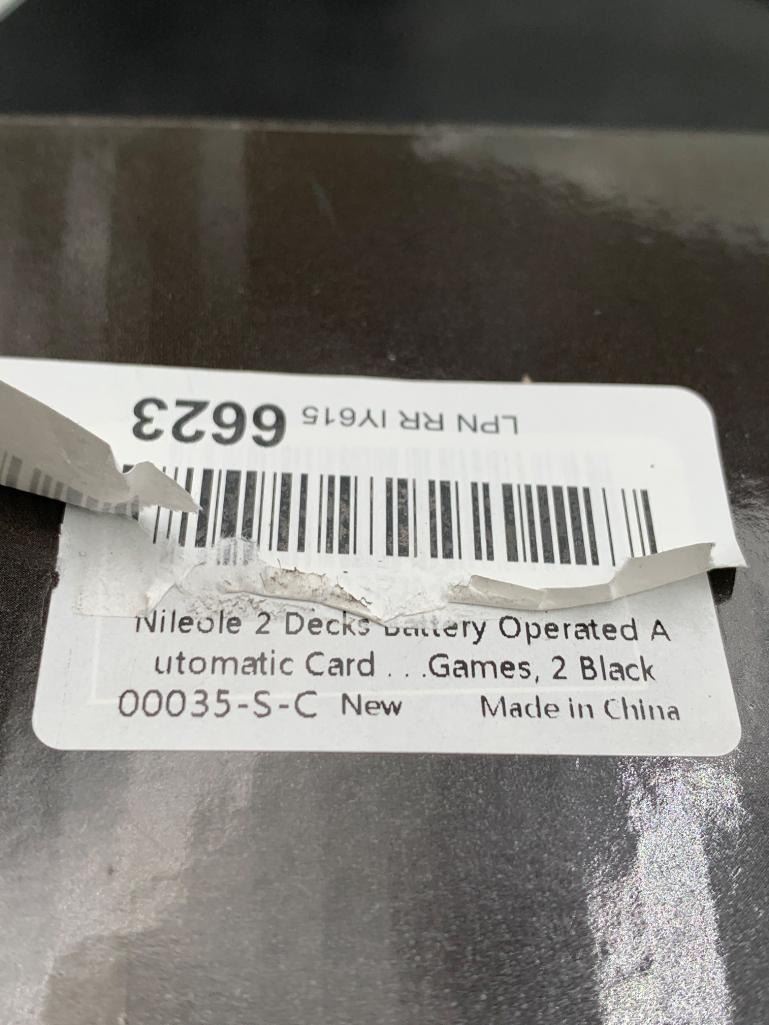 LPN RR IY615 6623
Nileole 2 Decks Battery Operated A
utomatic Card . . .Games, 2 Black
00035-S-C New Made in China